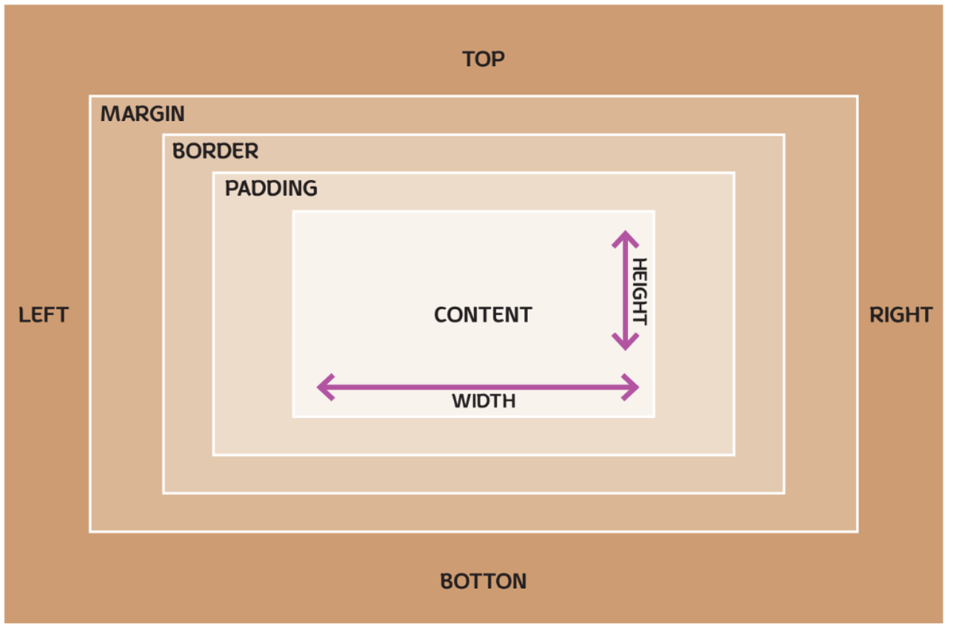 TOP
MARGIN
BORDER
PADDING
HEIGHT
LEFT
CONTENT
RIGHT
WIDTH
BOTTON